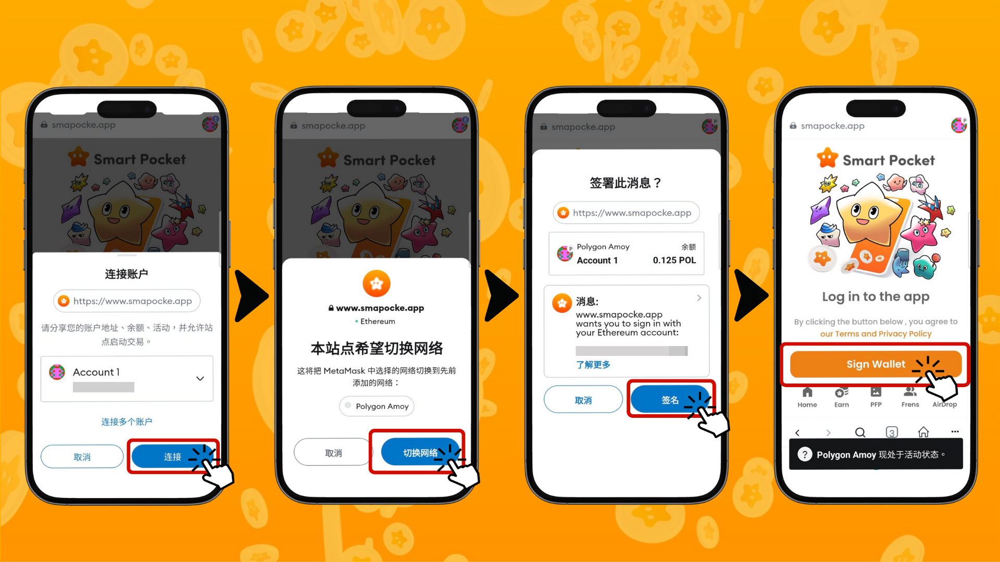 smapocke.app
Smart Pocket
连接账户
https://www.smapocke.app
请分享您的账户地址、余额、活动，并允许站
点启动交易。
Account 1
连接多个账户
取消
连接
smapocke.app
Smart Pocket
www.smapocke.app
Ethereum
本站点希望切换网络
这将把 MetaMask 中选择的网络切换到先前
添加的网络：
Polygon Amoy
取消
切换网络
smapocke.app
签署此消息？
https://www.smapocke.app
P
Polygon Amoy
余额
Account 1
0.125 POL
消息:
www.smapocke.app
wants you to sign in with
your Ethereum account:
了解更多
取消
签名
smapocke.app
P
Smart Pocket
Log in to the app
By clicking the button below , you agree to
our Terms and Privacy Policy
Sign Wallet
Home
Earn
PFP
Frens
AirDrop
3
?
Polygon Amoy 现处于活动状态。